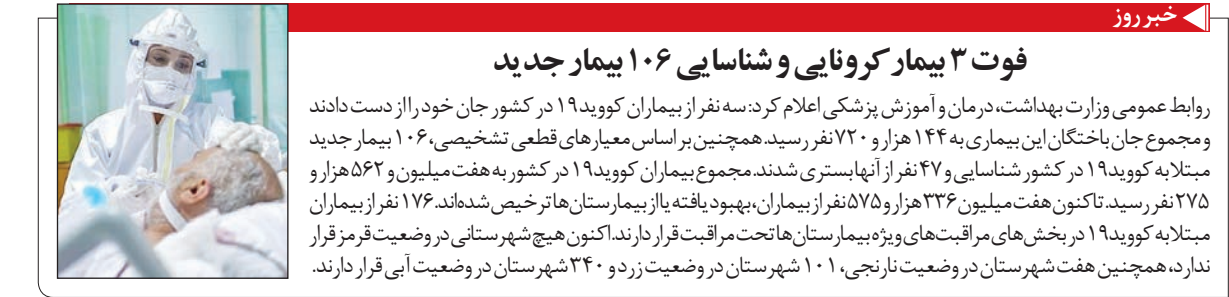 خبر روز
فوت ۳ بیمار کرونایی و شناسایی ۱۰۶ بیمار جدید
روابط عمومی وزارت بهداشت، درمان و آموزش پزشکی اعلام کرد: سه نفر از بیماران کووید۱۹ در کشور جان خود را از دست دادند
و مجموع جان باختگان این بیماری به ۱۴۴ هزار و ۷۲۰ نفر رسید. همچنین بر اساس معیارهای قطعی تشخیصی، ۱۰۶ بیمار جدید
مبتلا به کووید۱۹ در کشور شناسایی و ۴۷ نفر از آنها بستری شدند. مجموع بیماران کووید۱۹ در کشور به هفت میلیون و ۵۶۲ هزار و
۲۷۵ نفر رسید. تاکنون هفت میلیون ۳۳۶ هزار و ۵۷۵ نفر از بیماران، بهبود یافته یا از بیمارستان‌ها ترخیص شده‌اند. ۱۷۶ نفر از بیماران
مبتلا به کووید۱۹ در بخش های مراقبت‌های ویژه بیمارستان‌ها تحت مراقبت قرار دارند. اکنون هیچ شهرستانی در وضعیت قرمز قرار
ندارد، همچنین هفت شهرستان در وضعیت نارنجی، ۱۰۱ شهرستان در وضعیت زرد و ۳۴۰ شهرستان در وضعیت آبی قرار دارند.